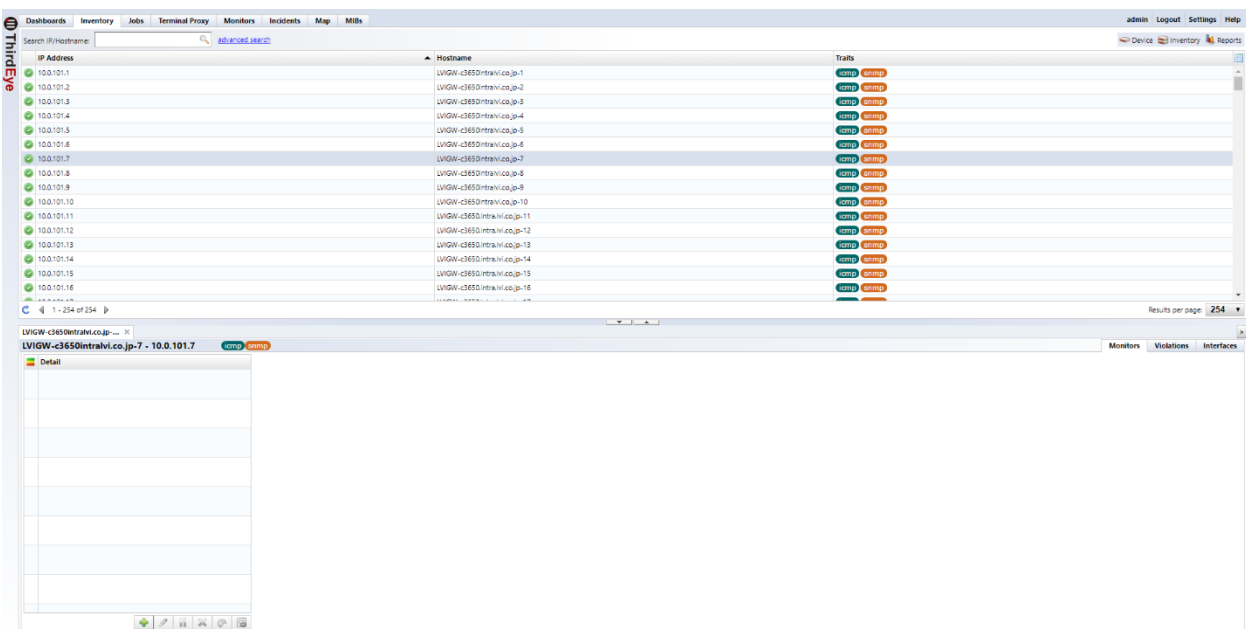 ThirdEye
Dashboards Inventory Jobs Terminal Proxy Monitors Incidents Map MIBs admin Logout Settings Help
Search IP/Hostname: advanced search Device Inventory Reports
IP Address Hostname Traits
10.0.101.1 LVIGW-c3650intralvi.co.jp-1 icmp snmp
10.0.101.2 LVIGW-c3650intralvi.co.jp-2 icmp snmp
10.0.101.3 LVIGW-c3650intralvi.co.jp-3 icmp snmp
10.0.101.4 LVIGW-c3650intralvi.co.jp-4 icmp snmp
10.0.101.5 LVIGW-c3650intralvi.co.jp-5 icmp snmp
10.0.101.6 LVIGW-c3650intralvi.co.jp-6 icmp snmp
10.0.101.7 LVIGW-c3650intralvi.co.jp-7 icmp snmp
10.0.101.8 LVIGW-c3650intralvi.co.jp-8 icmp snmp
10.0.101.9 LVIGW-c3650intralvi.co.jp-9 icmp snmp
10.0.101.10 LVIGW-c3650intralvi.co.jp-10 icmp snmp
10.0.101.11 LVIGW-c3650.intra.lvi.co.jp-11 icmp snmp
10.0.101.12 LVIGW-c3650.intra.lvi.co.jp-12 icmp snmp
10.0.101.13 LVIGW-c3650.intra.lvi.co.jp-13 icmp snmp
10.0.101.14 LVIGW-c3650.intra.lvi.co.jp-14 icmp snmp
10.0.101.15 LVIGW-c3650.intra.lvi.co.jp-15 icmp snmp
10.0.101.16 LVIGW-c3650.intra.lvi.co.jp-16 icmp snmp
1 - 254 of 254 Results per page: 254
LVIGW-c3650intralvi.co.jp-...
LVIGW-c3650intralvi.co.jp-7 - 10.0.101.7 icmp snmp Monitors Violations Interfaces
Detail